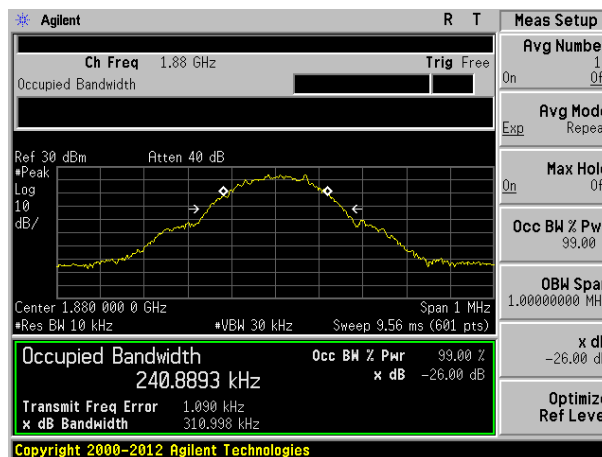 Agilent R T Meas Setup
Ch Freq 1.88 GHz Trig Free
Occupied Bandwidth
Ref 30 dBm Atten 40 dB
#Peak
Log
10
dB/
Center 1.880 000 0 GHz Span 1 MHz
#Res BW 10 kHz #VBW 30 kHz Sweep 9.56 ms (601 pts)
Occupied Bandwidth Occ BW % Pwr 99.00 %
240.8893 kHz x dB -26.00 dB
Transmit Freq Error 1.090 kHz
x dB Bandwidth 310.998 kHz
Copyright 2000-2012 Agilent Technologies
Avg Numbe
1
On Of
Avg Mod
Exp Repea
Max Hol
On Of
Occ BW % Pw
99.00
OBW Spa
1.00000000 MH
x d
-26.00 d
Optimiz
Ref Leve